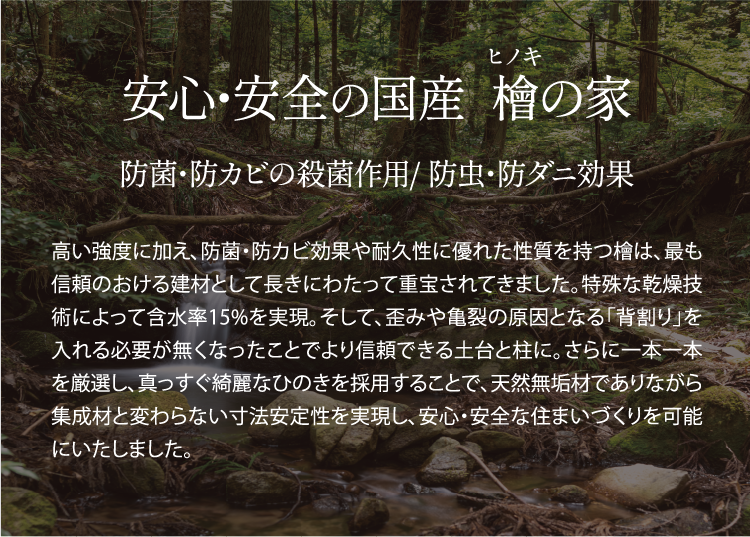 ヒノキ
安心・安全の国産 檜の家
防菌・防カビの殺菌作用/ 防虫・防ダニ効果
高い強度に加え、防菌・防カビ効果や耐久性に優れた性質を持つ檜は、最も
信頼のおける建材として長きにわたって重宝されてきました。特殊な乾燥技
術によって含水率15%を実現。そして、歪みや亀裂の原因となる「背割り」を
入れる必要が無くなったことでより信頼できる土台と柱に。さらに一本一本
を厳選し、真っすぐ綺麗なひのきを採用することで、天然無垢材でありながら
集成材と変わらない寸法安定性を実現し、安心・安全な住まいづくりを可能
にいたしました。